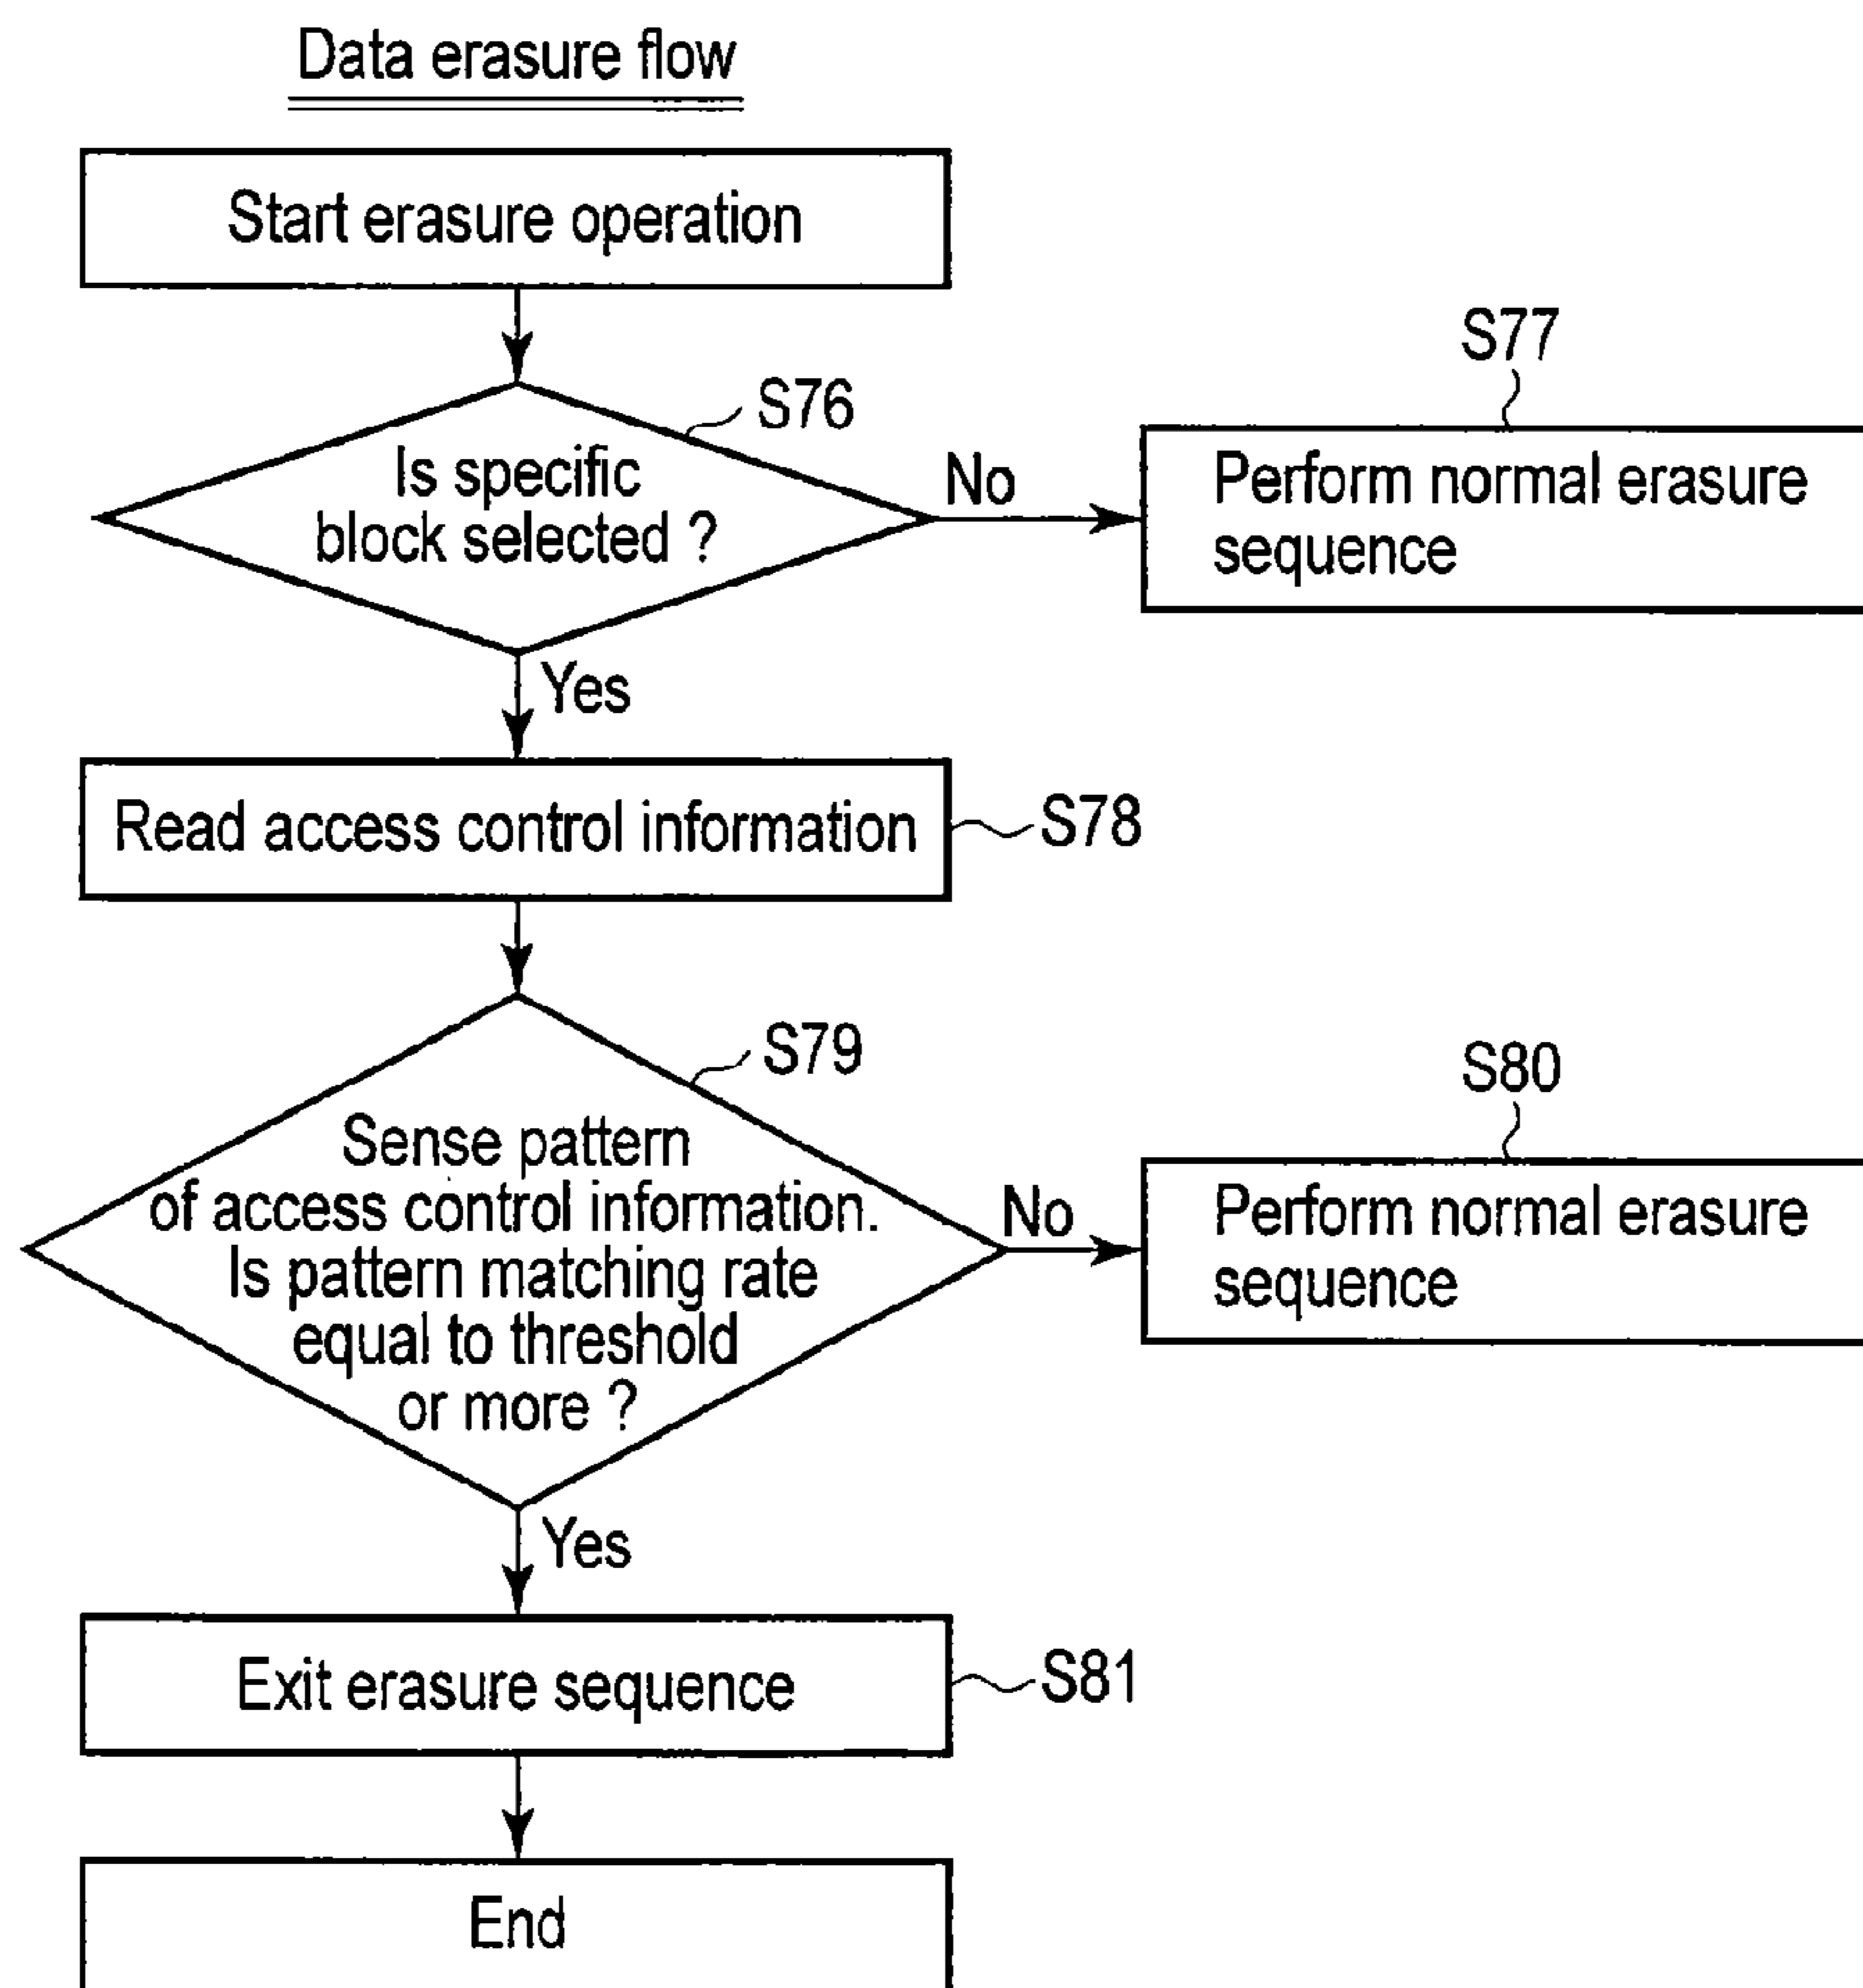 Data erasure flow
Start erasure operation
S76
Is specific
block selected ?
No
S77
Perform normal erasure
sequence
Yes
Read access control information
S78
S79
Sense pattern
of access control information.
Is pattern matching rate
equal to threshold
or more ?
No
S80
Perform normal erasure
sequence
Yes
Exit erasure sequence
S81
End